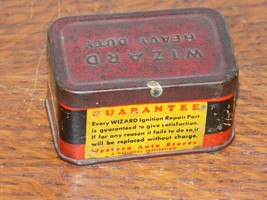 WIZARD
HEAVY DUTY
GUARANTEE
Every WIZARD Ignition Repair Part
is guaranteed to give satisfaction.
If for any reason it fails to do so, it
will be replaced without charge.
Western Auto Stores